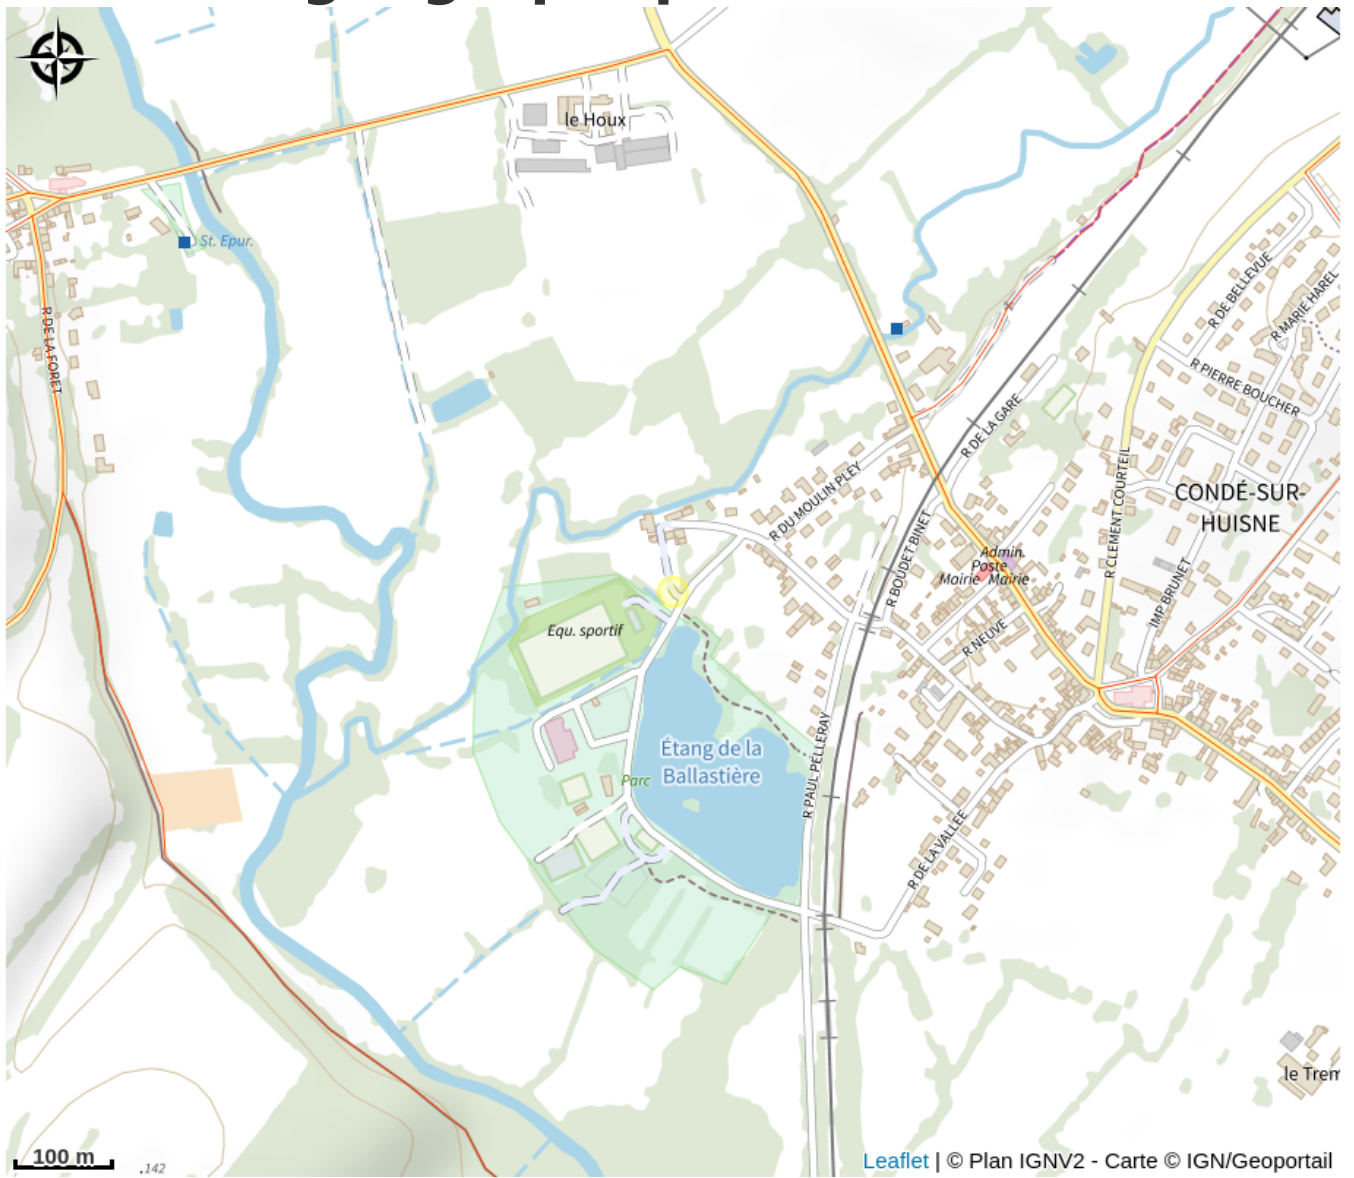 le Houx
St. Epur.
R DE LA FORET
R DE BELLEVUE
R MARIE HAREL
R PIERRE BOUCHER
R DE LA GARE
R CLEMENT COURTEIL
R DU MOULIN PLEY
CONDÉ-SUR-
HUISNE
R BOUDET BINET
Admin.
Poste
Mairie Mairie
IMP BRUNET
R NEUVE
Equ. sportif
Étang de la
Ballastière
Parc
R PAUL PELLERAY
R DE LA VALLEE
le Trem
100 m
.142
Leaflet | © Plan IGNV2 - Carte © IGN/Geoportail